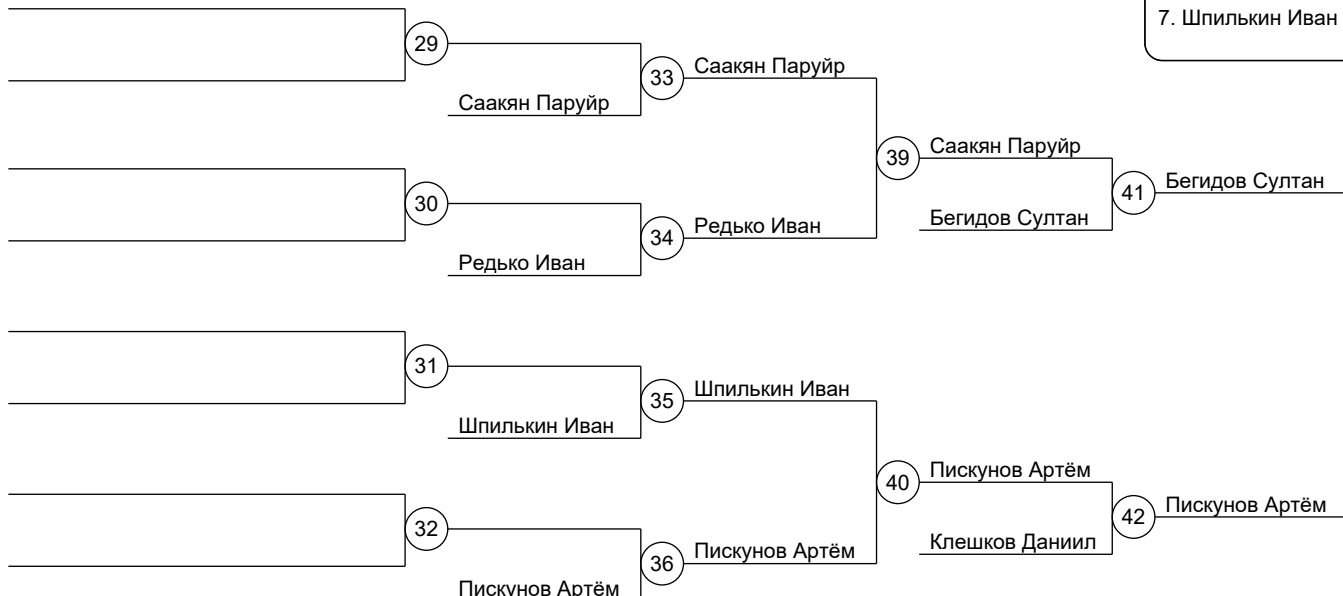 7. Шпилькин Иван
29
33
Саакян Паруйр
Саакян Паруйр
39
Саакян Паруйр
41
Бегидов Султан
30
34
Редько Иван
Бегидов Султан
Редько Иван
31
35
Шпилькин Иван
Шпилькин Иван
40
Пискунов Артём
42
Пискунов Артём
32
36
Пискунов Артём
Клешков Даниил
Пискунов Артём